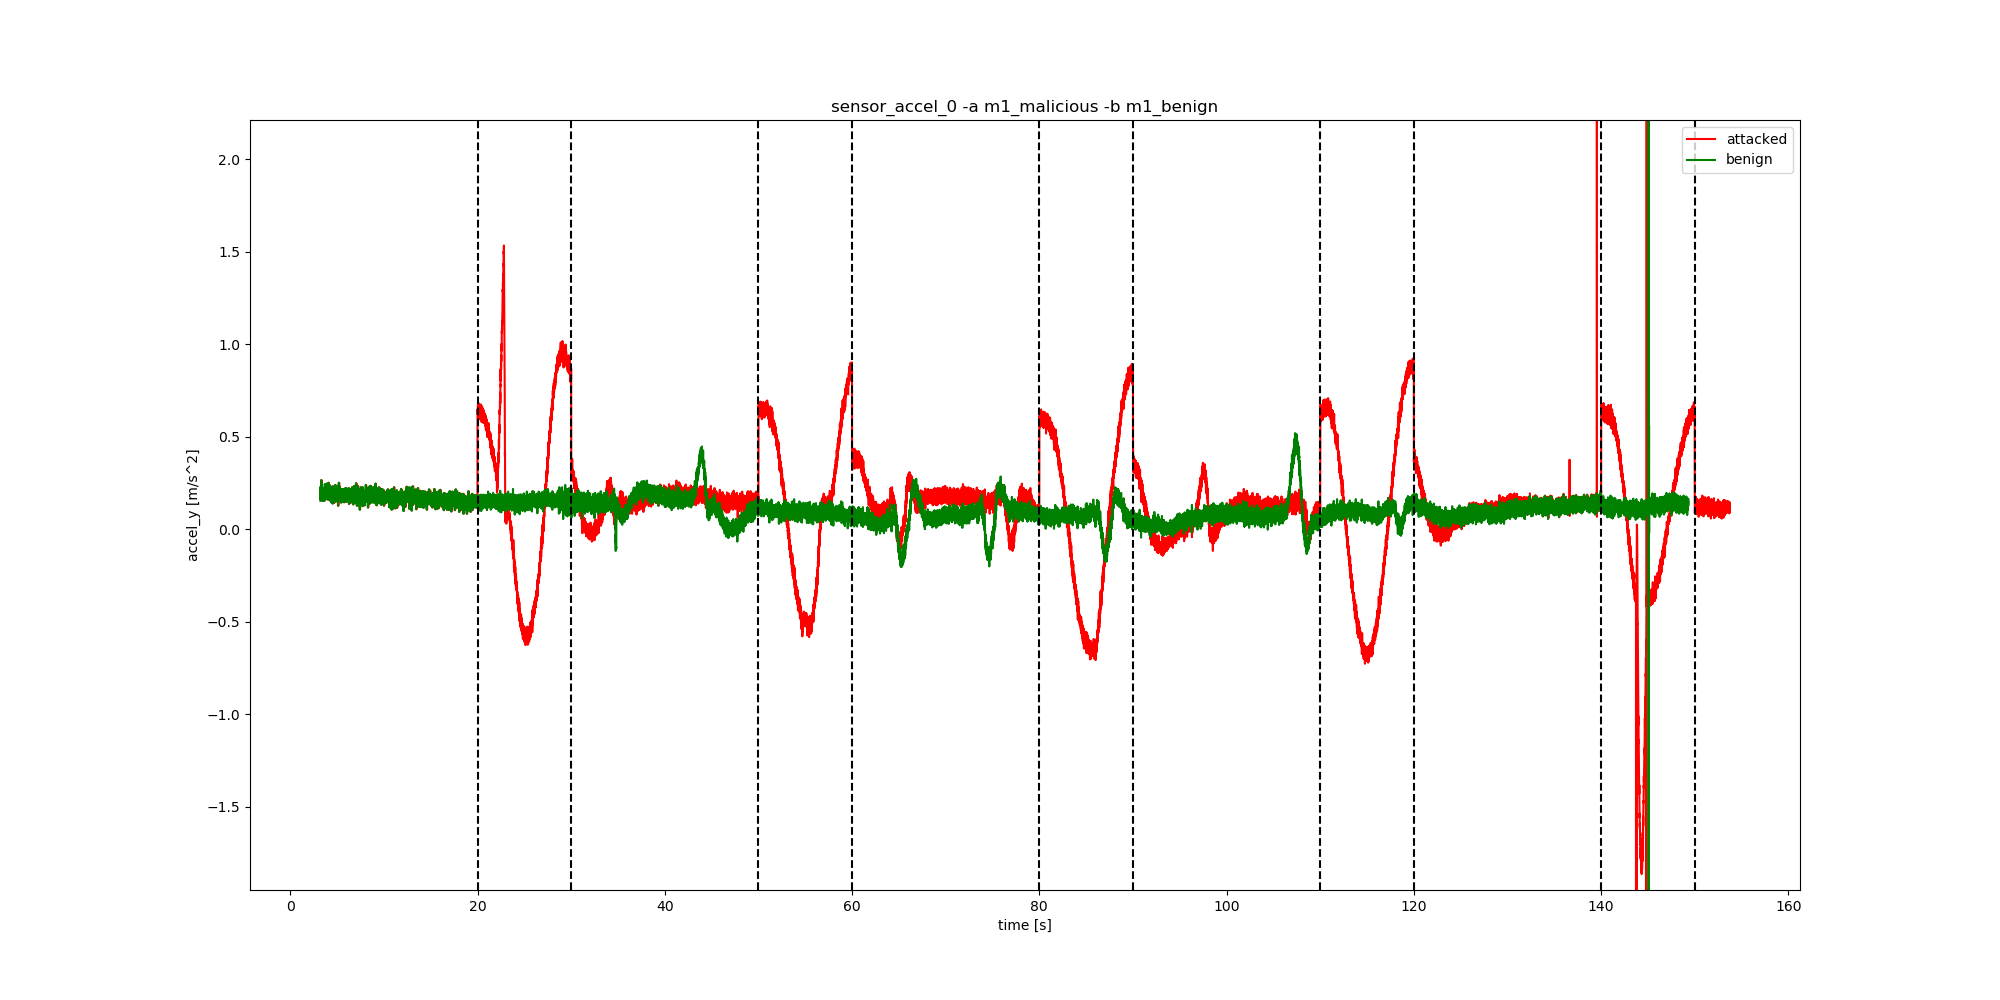 sensor_accel_0 -a m1_malicious -b m1_benign
attacked
benign
2.0
1.5
1.0
0.5
0.0
−0.5
−1.0
−1.5
accel_y [m/s^2]
0 20 40 60 80 100 120 140 160
time [s]